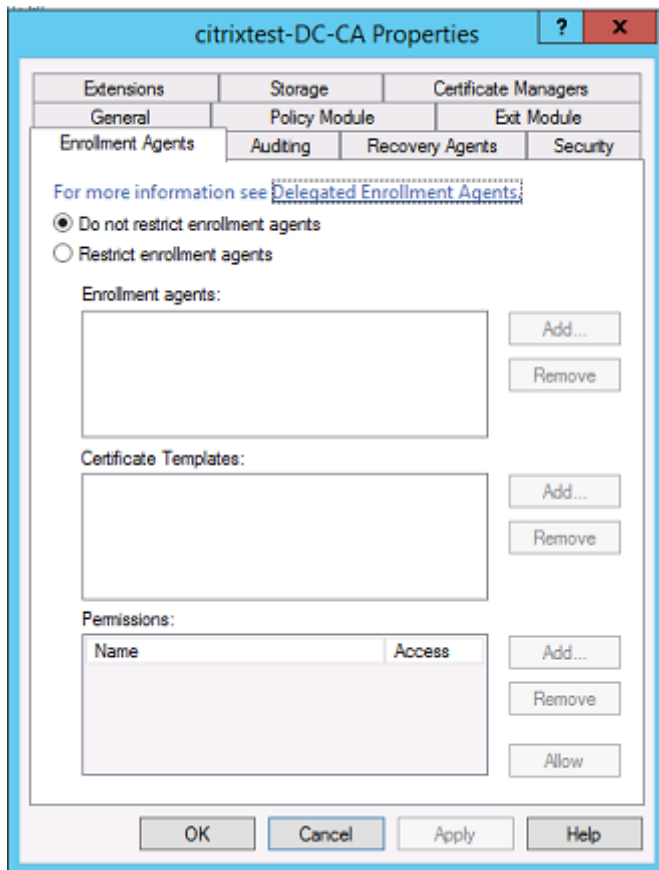 citrixtest-DC-CA Properties
?
x
Extensions
Storage
Certificate Managers
General
Policy Module
Exit Module
Enrollment Agents
Auditing
Recovery Agents
Security
For more information see Delegated Enrollment Agents.
Do not restrict enrollment agents
Restrict enrollment agents
Enrollment agents:
Add...
Remove
Certificate Templates:
Add...
Remove
Permissions:
Name
Access
Add...
Remove
Allow
OK
Cancel
Apply
Help